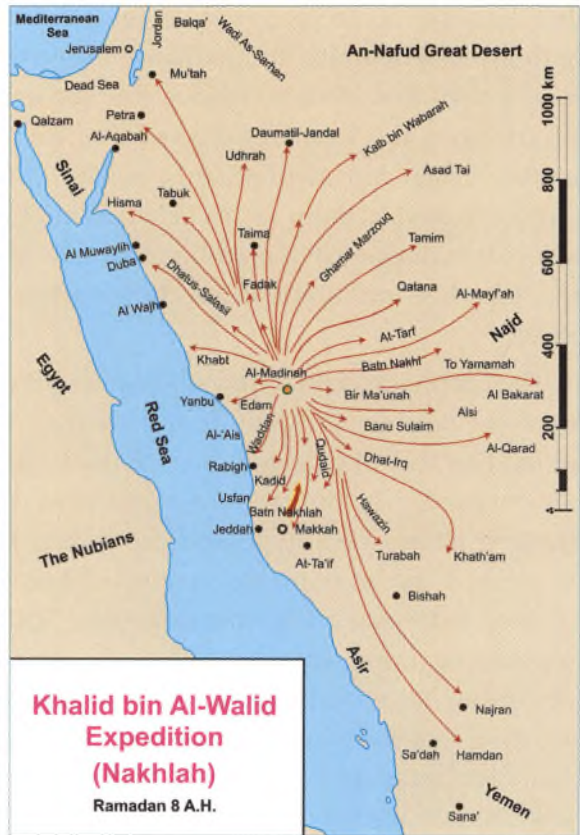 Mediterranean
Sea
Jordan
Balqa'
Wadi As-Sarhan
An-Nafud Great Desert
Jerusalem
Dead Sea
Mu'tah
1000 km
Qalzam
Petra
Al-Aqabah
Daumatil-Jandal
Kalb bin Wabarah
Udhrah
Asad Tai
Sinai
Tabuk
800
Hisma
Taima
Ghamar Marzouq
Tamim
Al Muwaylih
Duba
Dhatus-Salasil
Fadak
600
Qatana
Al-Mayf'ah
Al Wajh
At-Tarf
Najd
Egypt
Khabt
Al-Madinah
Batn Nakhl
To Yamamah
400
Red Sea
Yanbu
Edam
Bir Ma'unah
Al Bakarat
Al-'Ais
Waddan
Banu Sulaim
Alsi
200
Rabigh
Qudaid
Dhat-Irq
Al-Qarad
Kadid
Usfan
Batn Nakhlah
Hawazin
Jeddah
Makkah
The Nubians
At-Ta'if
Turabah
Khath'am
Bishah
Asir
Khalid bin Al-Walid
Expedition
(Nakhlah)
Ramadan 8 A.H.
Najran
Sa'dah
Hamdan
Yemen
Sana'